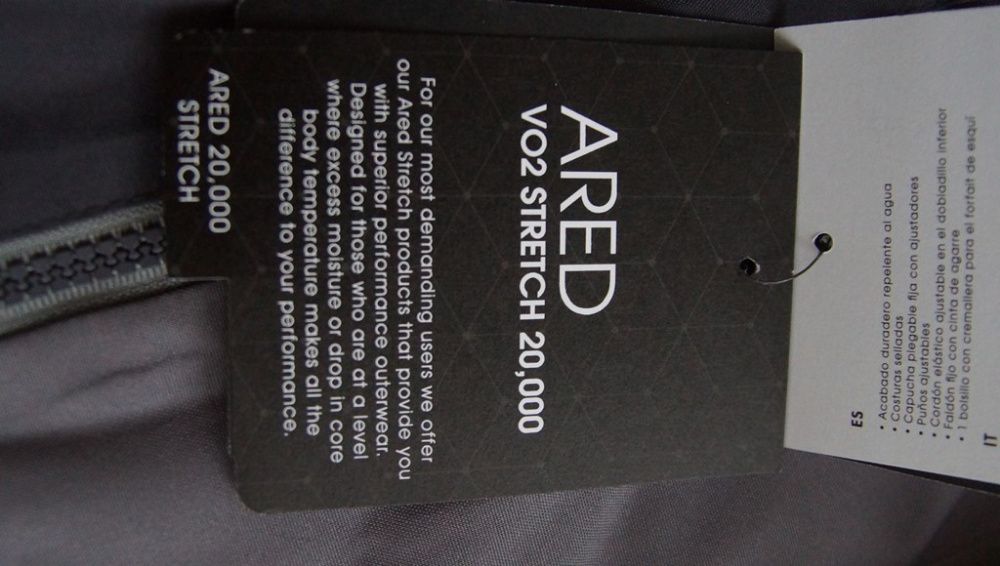 ARED
VO2 STRETCH 20,000
For our most demanding users we offer
our Ared Stretch products that provide you
with superior performance outerwear.
Designed for those who are at a level
where excess moisture or drop in core
body temperature makes all the
difference to your performance.
ARED 20,000
STRETCH
ES
• Acabado duradero repelente al agua
• Costuras selladas
• Capucha plegable fija con ajustadores
• Puños ajustables
• Cordón elástico ajustable en el dobladillo inferior
• Faldón fijo con cinta de agarre
• 1 bolsillo con cremallera para el forfait de esquí
IT